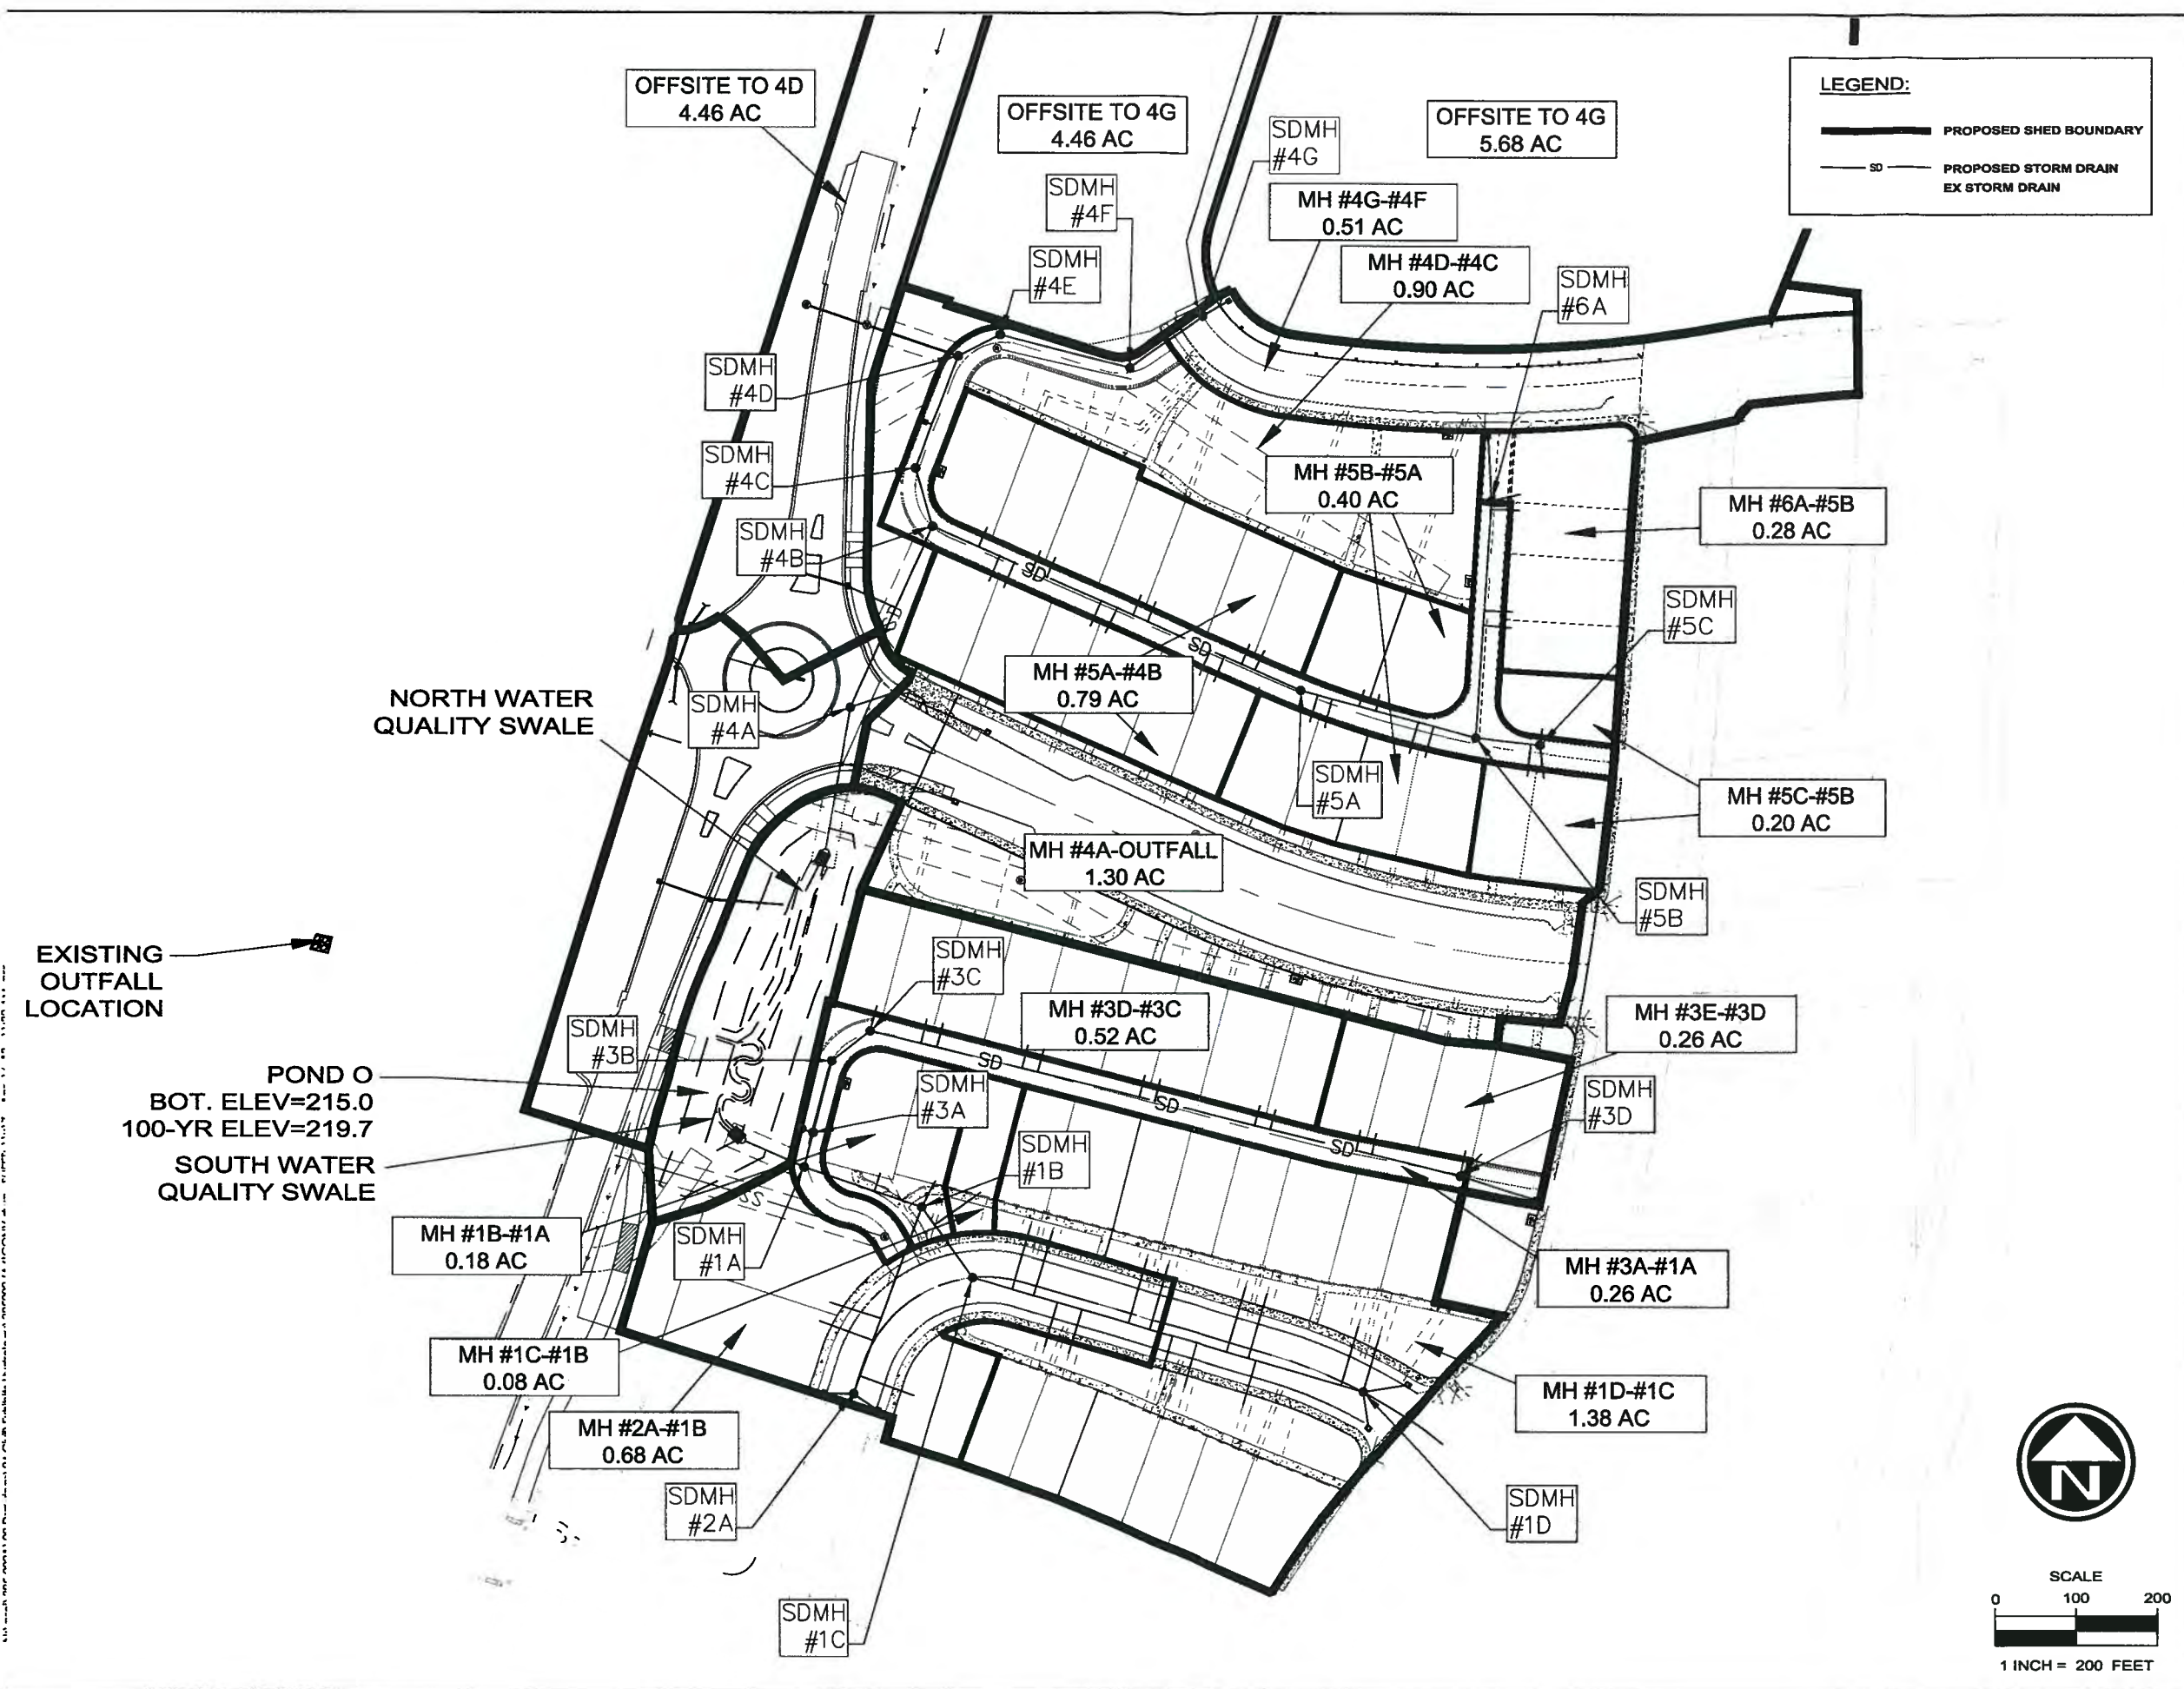 OFFSITE TO 4D
4.46 AC
OFFSITE TO 4G
4.46 AC
SDMH
#4G
OFFSITE TO 4G
5.68 AC
LEGEND:
PROPOSED SHED BOUNDARY
SD
PROPOSED STORM DRAIN
EX STORM DRAIN
SDMH
#4F
MH #4G-#4F
0.51 AC
SDMH
#4E
MH #4D-#4C
0.90 AC
SDMH
#6A
SDMH
#4D
SDMH
#4C
MH #5B-#5A
0.40 AC
MH #6A-#5B
0.28 AC
SDMH
#4B
SD
SDMH
#5C
SD
MH #5A-#4B
0.79 AC
NORTH WATER
QUALITY SWALE
SDMH
#4A
SDMH
#5A
MH #5C-#5B
0.20 AC
MH #4A-OUTFALL
1.30 AC
SDMH
#5B
EXISTING
OUTFALL
LOCATION
SDMH
#3C
MH #3D-#3C
0.52 AC
MH #3E-#3D
0.26 AC
SDMH
#3B
SD
POND O
BOT. ELEV=215.0
100-YR ELEV=219.7
SDMH
#3A
SD
SDMH
#3D
SOUTH WATER
QUALITY SWALE
SDMH
#1B
SD
SS
MH #1B-#1A
0.18 AC
SDMH
#1A
MH #3A-#1A
0.26 AC
MH #1C-#1B
0.08 AC
MH #1D-#1C
1.38 AC
MH #2A-#1B
0.68 AC
SDMH
#2A
SDMH
#1D
N
SDMH
#1C
SCALE
0 100 200
1 INCH = 200 FEET